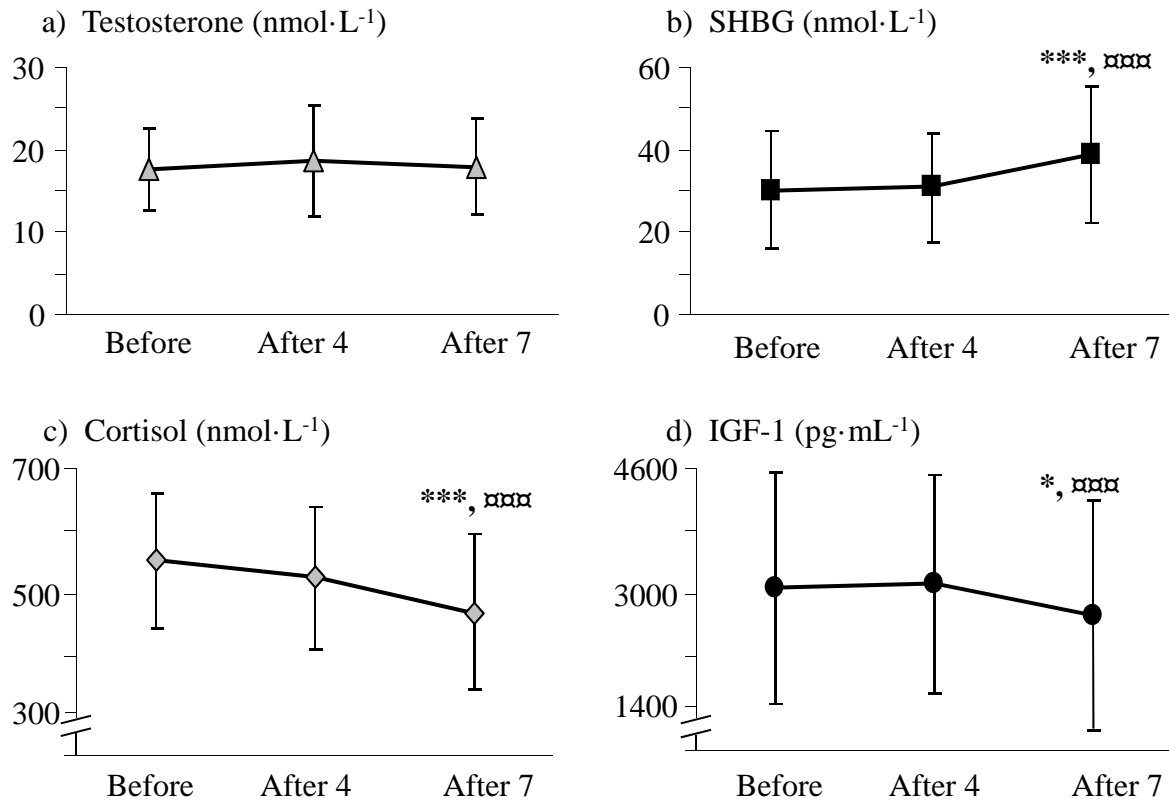 a) Testosterone (nmol·L⁻¹)
30
20
10
0
Before After 4 After 7
b) SHBG (nmol·L⁻¹)
***, ¤¤¤
60
40
20
0
Before After 4 After 7
c) Cortisol (nmol·L⁻¹)
700
***, ¤¤¤
500
300
Before After 4 After 7
d) IGF-1 (pg·mL⁻¹)
4600
*, ¤¤¤
3000
1400
Before After 4 After 7